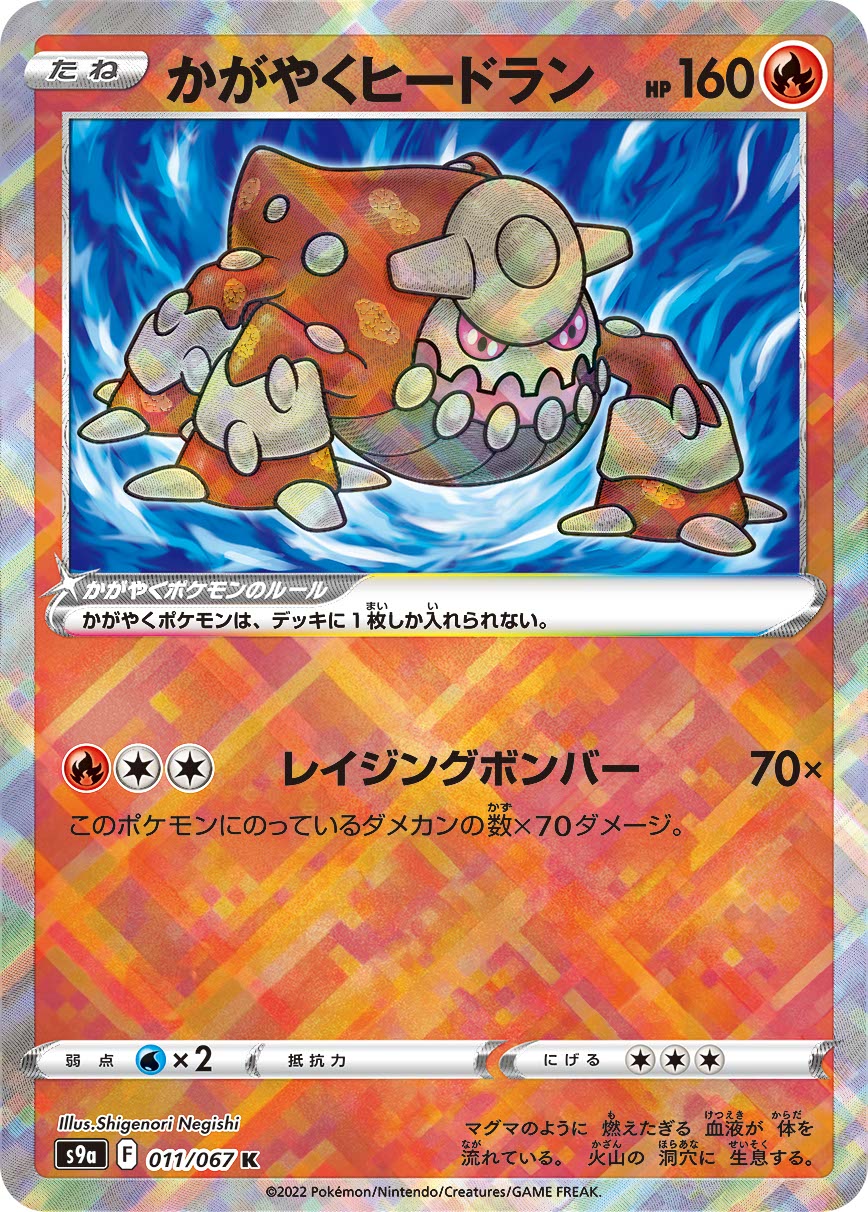 たね かがやくヒードラン HP 160
かがやくポケモンのルール
かがやくポケモンは、デッキに1枚しか入れられない。
レイジングボンバー 70×
このポケモンにのっているダメカンの数×70ダメージ。
弱点 ×2 抵抗力 にげる
Illus.Shigenori Negishi
s9a F 011/067 K
マグマのように 燃えたぎる 血液が 体を
流れている。 火山の 洞穴に 生息する。
©2022 Pokémon/Nintendo/Creatures/GAME FREAK.